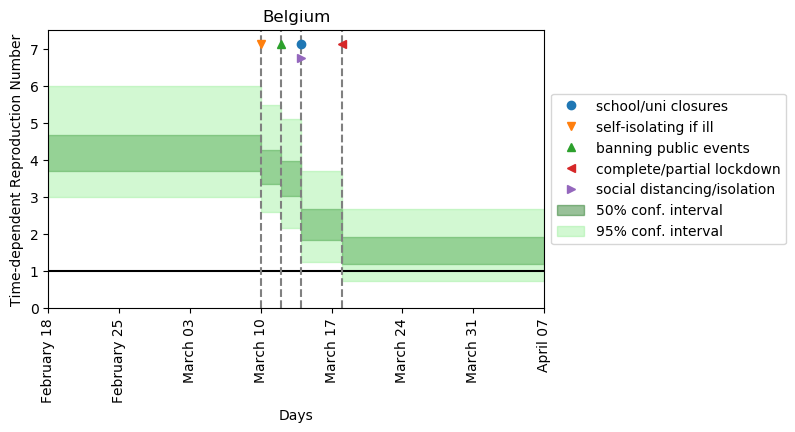 Belgium
Time-dependent Reproduction Number
7
6
5
4
3
2
1
0
February 18
February 25
March 03
March 10
March 17
March 24
March 31
April 07
Days
school/uni closures
self-isolating if ill
banning public events
complete/partial lockdown
social distancing/isolation
50% conf. interval
95% conf. interval